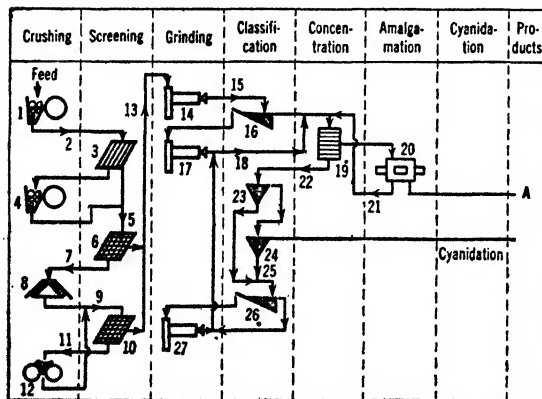 Crushing
Screening
Grinding
Classifi-
cation
Concen-
tration
Amalga-
mation
Cyanida-
tion
Pro-
ducts
Feed
1
2
3
4
5
6
7
8
9
10
11
12
13
14
15
16
17
18
19
20
21
22
23
24
25
26
27
A
Cyanidation